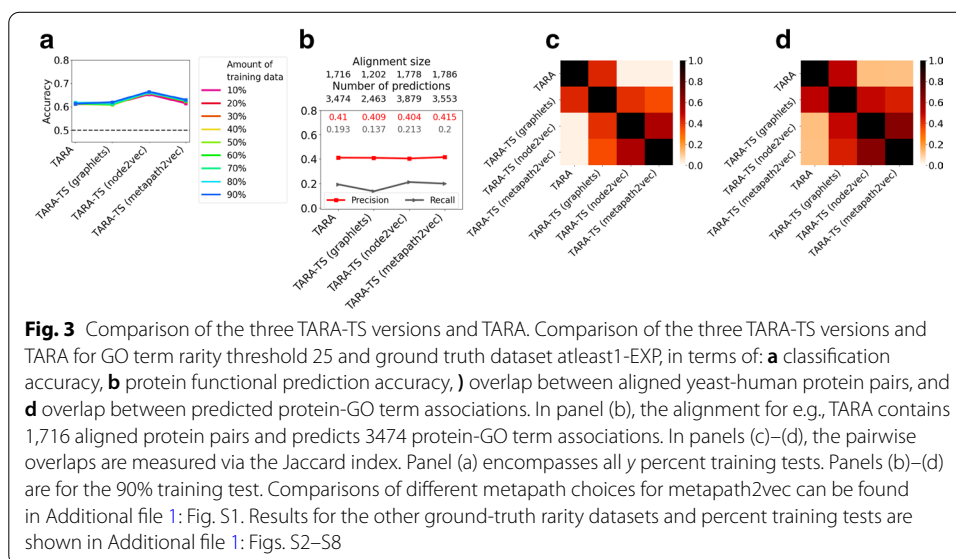 a
0.8
0.7
0.6
0.5
Accuracy
TARA
TARA-TS (graphlets)
TARA-TS (node2vec)
TARA-TS (metapath2vec)
Amount of
training data
10%
20%
30%
40%
50%
60%
70%
80%
90%
b
Alignment size
1,716 1,202 1,778 1,786
Number of predictions
3,474 2,463 3,879 3,553
0.8
0.6
0.4
0.2
0.0
0.41 0.409 0.404 0.415
0.193 0.137 0.213 0.2
Precision Recall
TARA
TARA-TS (graphlets)
TARA-TS (node2vec)
TARA-TS (metapath2vec)
c
TARA
TARA-TS (graphlets)
TARA-TS (node2vec)
TARA-TS (metapath2vec)
TARA
TARA-TS (graphlets)
TARA-TS (node2vec)
TARA-TS (metapath2vec)
1.0
0.8
0.6
0.4
0.2
0.0
d
TARA
TARA-TS (graphlets)
TARA-TS (node2vec)
TARA-TS (metapath2vec)
TARA
TARA-TS (graphlets)
TARA-TS (node2vec)
TARA-TS (metapath2vec)
1.0
0.8
0.6
0.4
0.2
0.0
Fig. 3 Comparison of the three TARA-TS versions and TARA. Comparison of the three TARA-TS versions and
TARA for GO term rarity threshold 25 and ground truth dataset atleast1-EXP, in terms of: a classification
accuracy, b protein functional prediction accuracy, ) overlap between aligned yeast-human protein pairs, and
d overlap between predicted protein-GO term associations. In panel (b), the alignment for e.g., TARA contains
1,716 aligned protein pairs and predicts 3474 protein-GO term associations. In panels (c)–(d), the pairwise
overlaps are measured via the Jaccard index. Panel (a) encompasses all y percent training tests. Panels (b)–(d)
are for the 90% training test. Comparisons of different metapath choices for metapath2vec can be found
in Additional file 1: Fig. S1. Results for the other ground-truth rarity datasets and percent training tests are
shown in Additional file 1: Figs. S2–S8